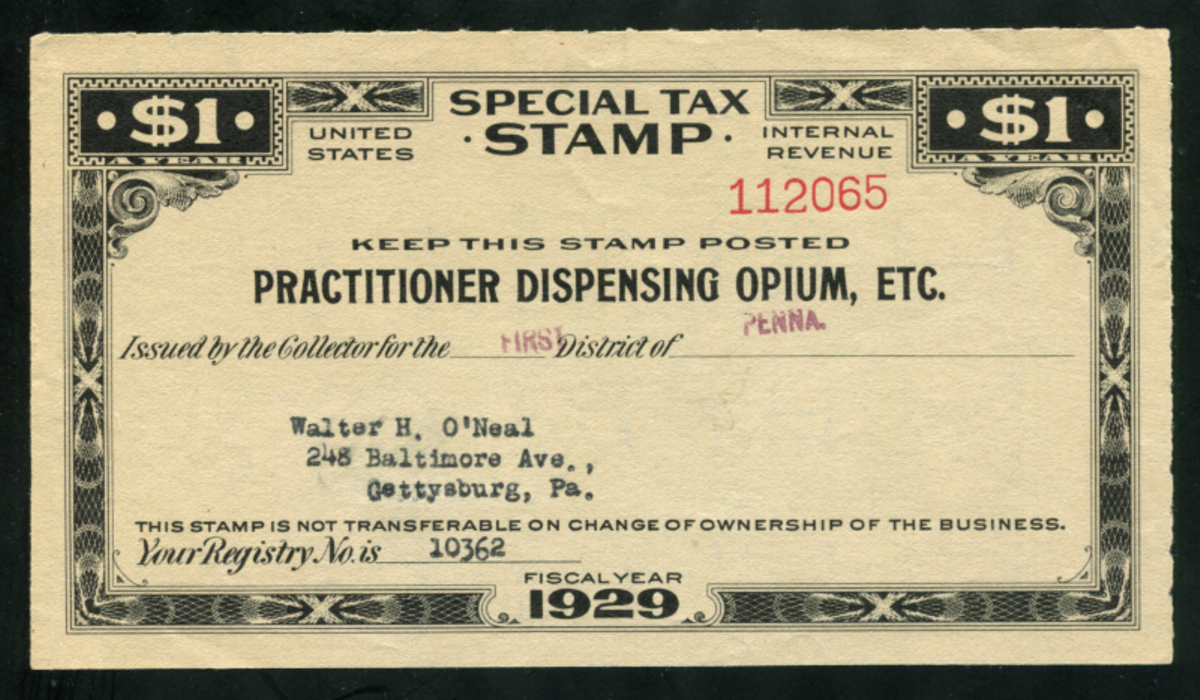 · $1 ·
A YEAR
UNITED STATES
SPECIAL TAX
· STAMP ·
INTERNAL REVENUE
· $1 ·
A YEAR
112065
KEEP THIS STAMP POSTED
PRACTITIONER DISPENSING OPIUM, ETC.
Issued by the Collector for the FIRST District of PENNA.
Walter H. O'Neal
248 Baltimore Ave.,
Gettysburg, Pa.
THIS STAMP IS NOT TRANSFERABLE ON CHANGE OF OWNERSHIP OF THE BUSINESS.
Your Registry No. is 10362
FISCAL YEAR
1929